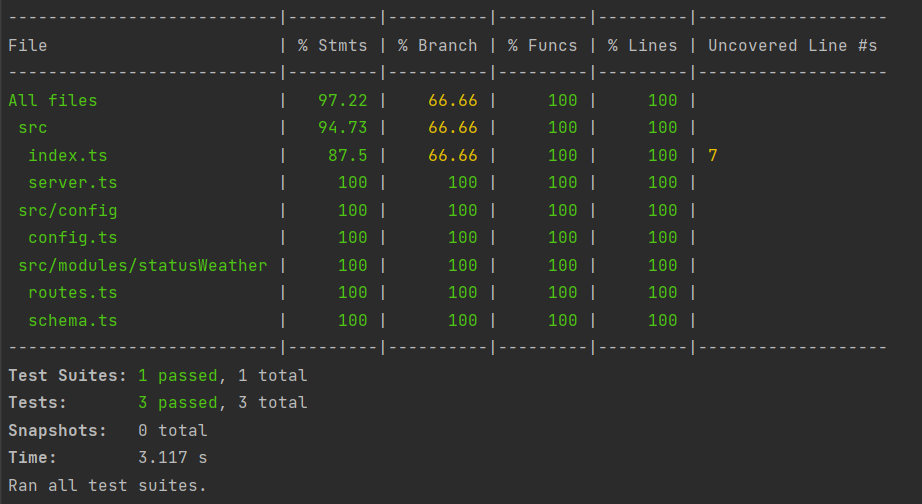 ---------------------------|---------|----------|---------|---------|-------------------
File                       | % Stmts | % Branch | % Funcs | % Lines | Uncovered Line #s
---------------------------|---------|----------|---------|---------|-------------------
All files                  |   97.22 |    66.66 |     100 |     100 |
 src                       |   94.73 |    66.66 |     100 |     100 |
  index.ts                 |    87.5 |    66.66 |     100 |     100 | 7
  server.ts                |     100 |      100 |     100 |     100 |
 src/config                |     100 |      100 |     100 |     100 |
  config.ts                |     100 |      100 |     100 |     100 |
 src/modules/statusWeather |     100 |      100 |     100 |     100 |
  routes.ts                |     100 |      100 |     100 |     100 |
  schema.ts                |     100 |      100 |     100 |     100 |
---------------------------|---------|----------|---------|---------|-------------------
Test Suites: 1 passed, 1 total
Tests:       3 passed, 3 total
Snapshots:   0 total
Time:        3.117 s
Ran all test suites.